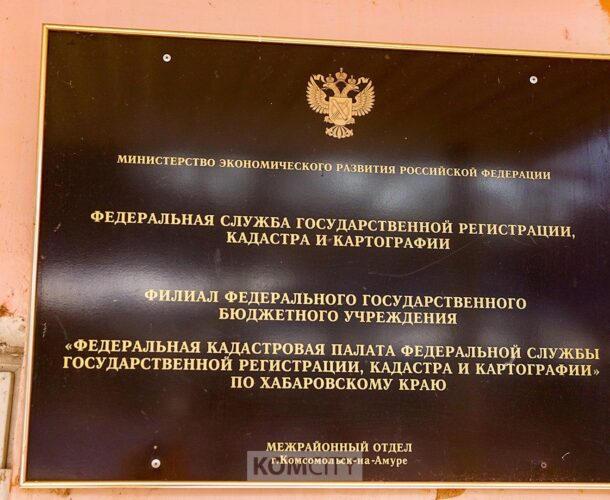 МИНИСТЕРСТВО ЭКОНОМИЧЕСКОГО РАЗВИТИЯ РОССИЙСКОЙ ФЕДЕРАЦИИ
ФЕДЕРАЛЬНАЯ СЛУЖБА ГОСУДАРСТВЕННОЙ РЕГИСТРАЦИИ,
КАДАСТРА И КАРТОГРАФИИ
ФИЛИАЛ ФЕДЕРАЛЬНОГО ГОСУДАРСТВЕННОГО
БЮДЖЕТНОГО УЧРЕЖДЕНИЯ
«ФЕДЕРАЛЬНАЯ КАДАСТРОВАЯ ПАЛАТА ФЕДЕРАЛЬНОЙ СЛУЖБЫ
ГОСУДАРСТВЕННОЙ РЕГИСТРАЦИИ, КАДАСТРА И КАРТОГРАФИИ»
ПО ХАБАРОВСКОМУ КРАЮ
МЕЖРАЙОННЫЙ ОТДЕЛ
г.Комсомольск-на-Амуре
KOMCITY